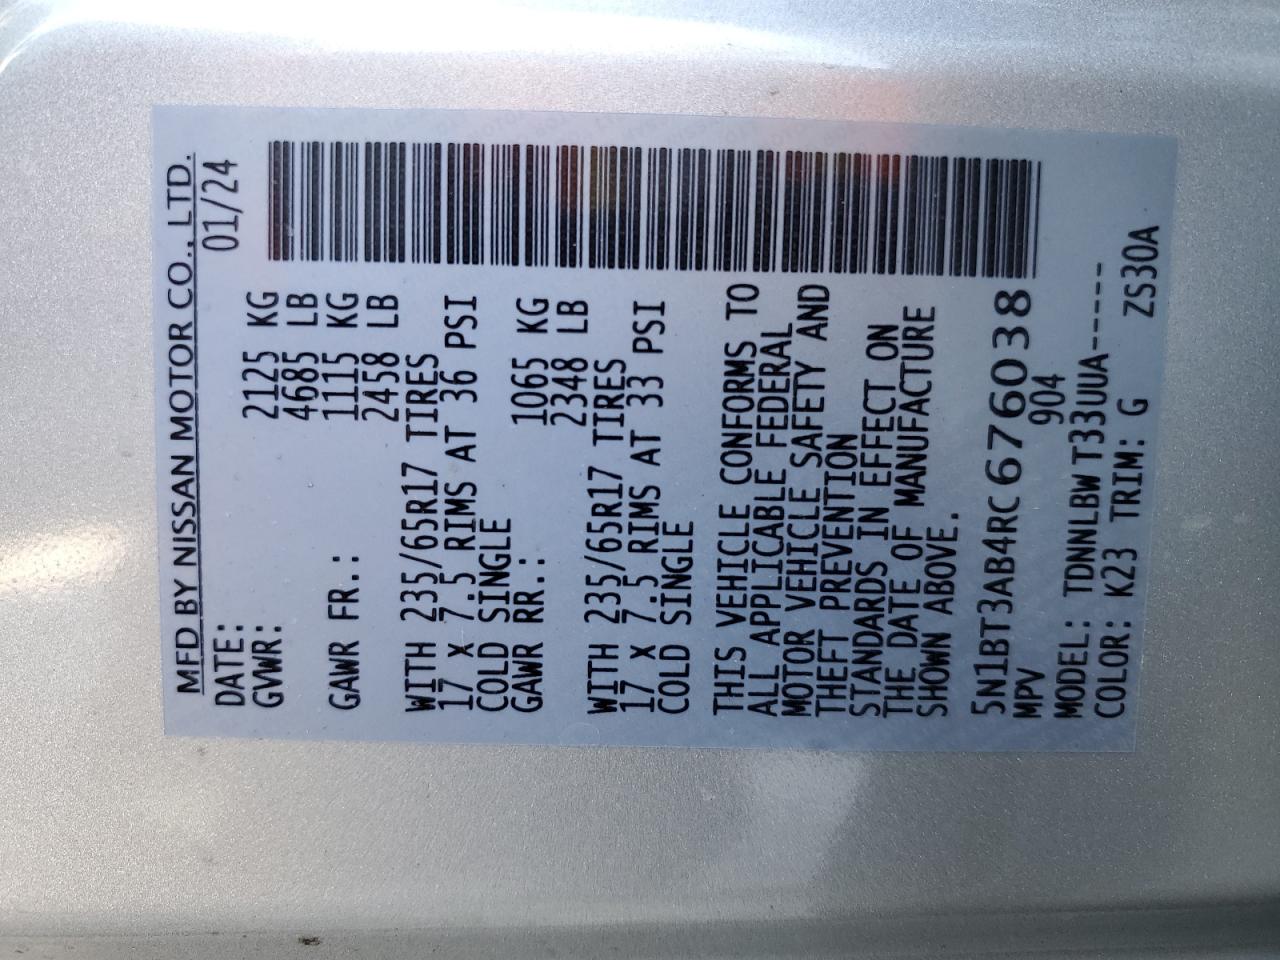 MFD BY NISSAN MOTOR CO., LTD.
DATE: 01/24
GVWR: 2125 KG
4685 LB
GAWR FR.: 1115 KG
2458 LB
WITH 235/65R17 TIRES
17 X 7.5 RIMS AT 36 PSI
COLD SINGLE
GAWR RR.: 1065 KG
2348 LB
WITH 235/65R17 TIRES
17 X 7.5 RIMS AT 33 PSI
COLD SINGLE
THIS VEHICLE CONFORMS TO
ALL APPLICABLE FEDERAL
MOTOR VEHICLE SAFETY AND
THEFT PREVENTION
STANDARDS IN EFFECT ON
THE DATE OF MANUFACTURE
SHOWN ABOVE.
5N1BT3AB4RC676038
MPV 904
MODEL: TDNNLBW T33UUA-----
COLOR: K23 TRIM: G ZS30A